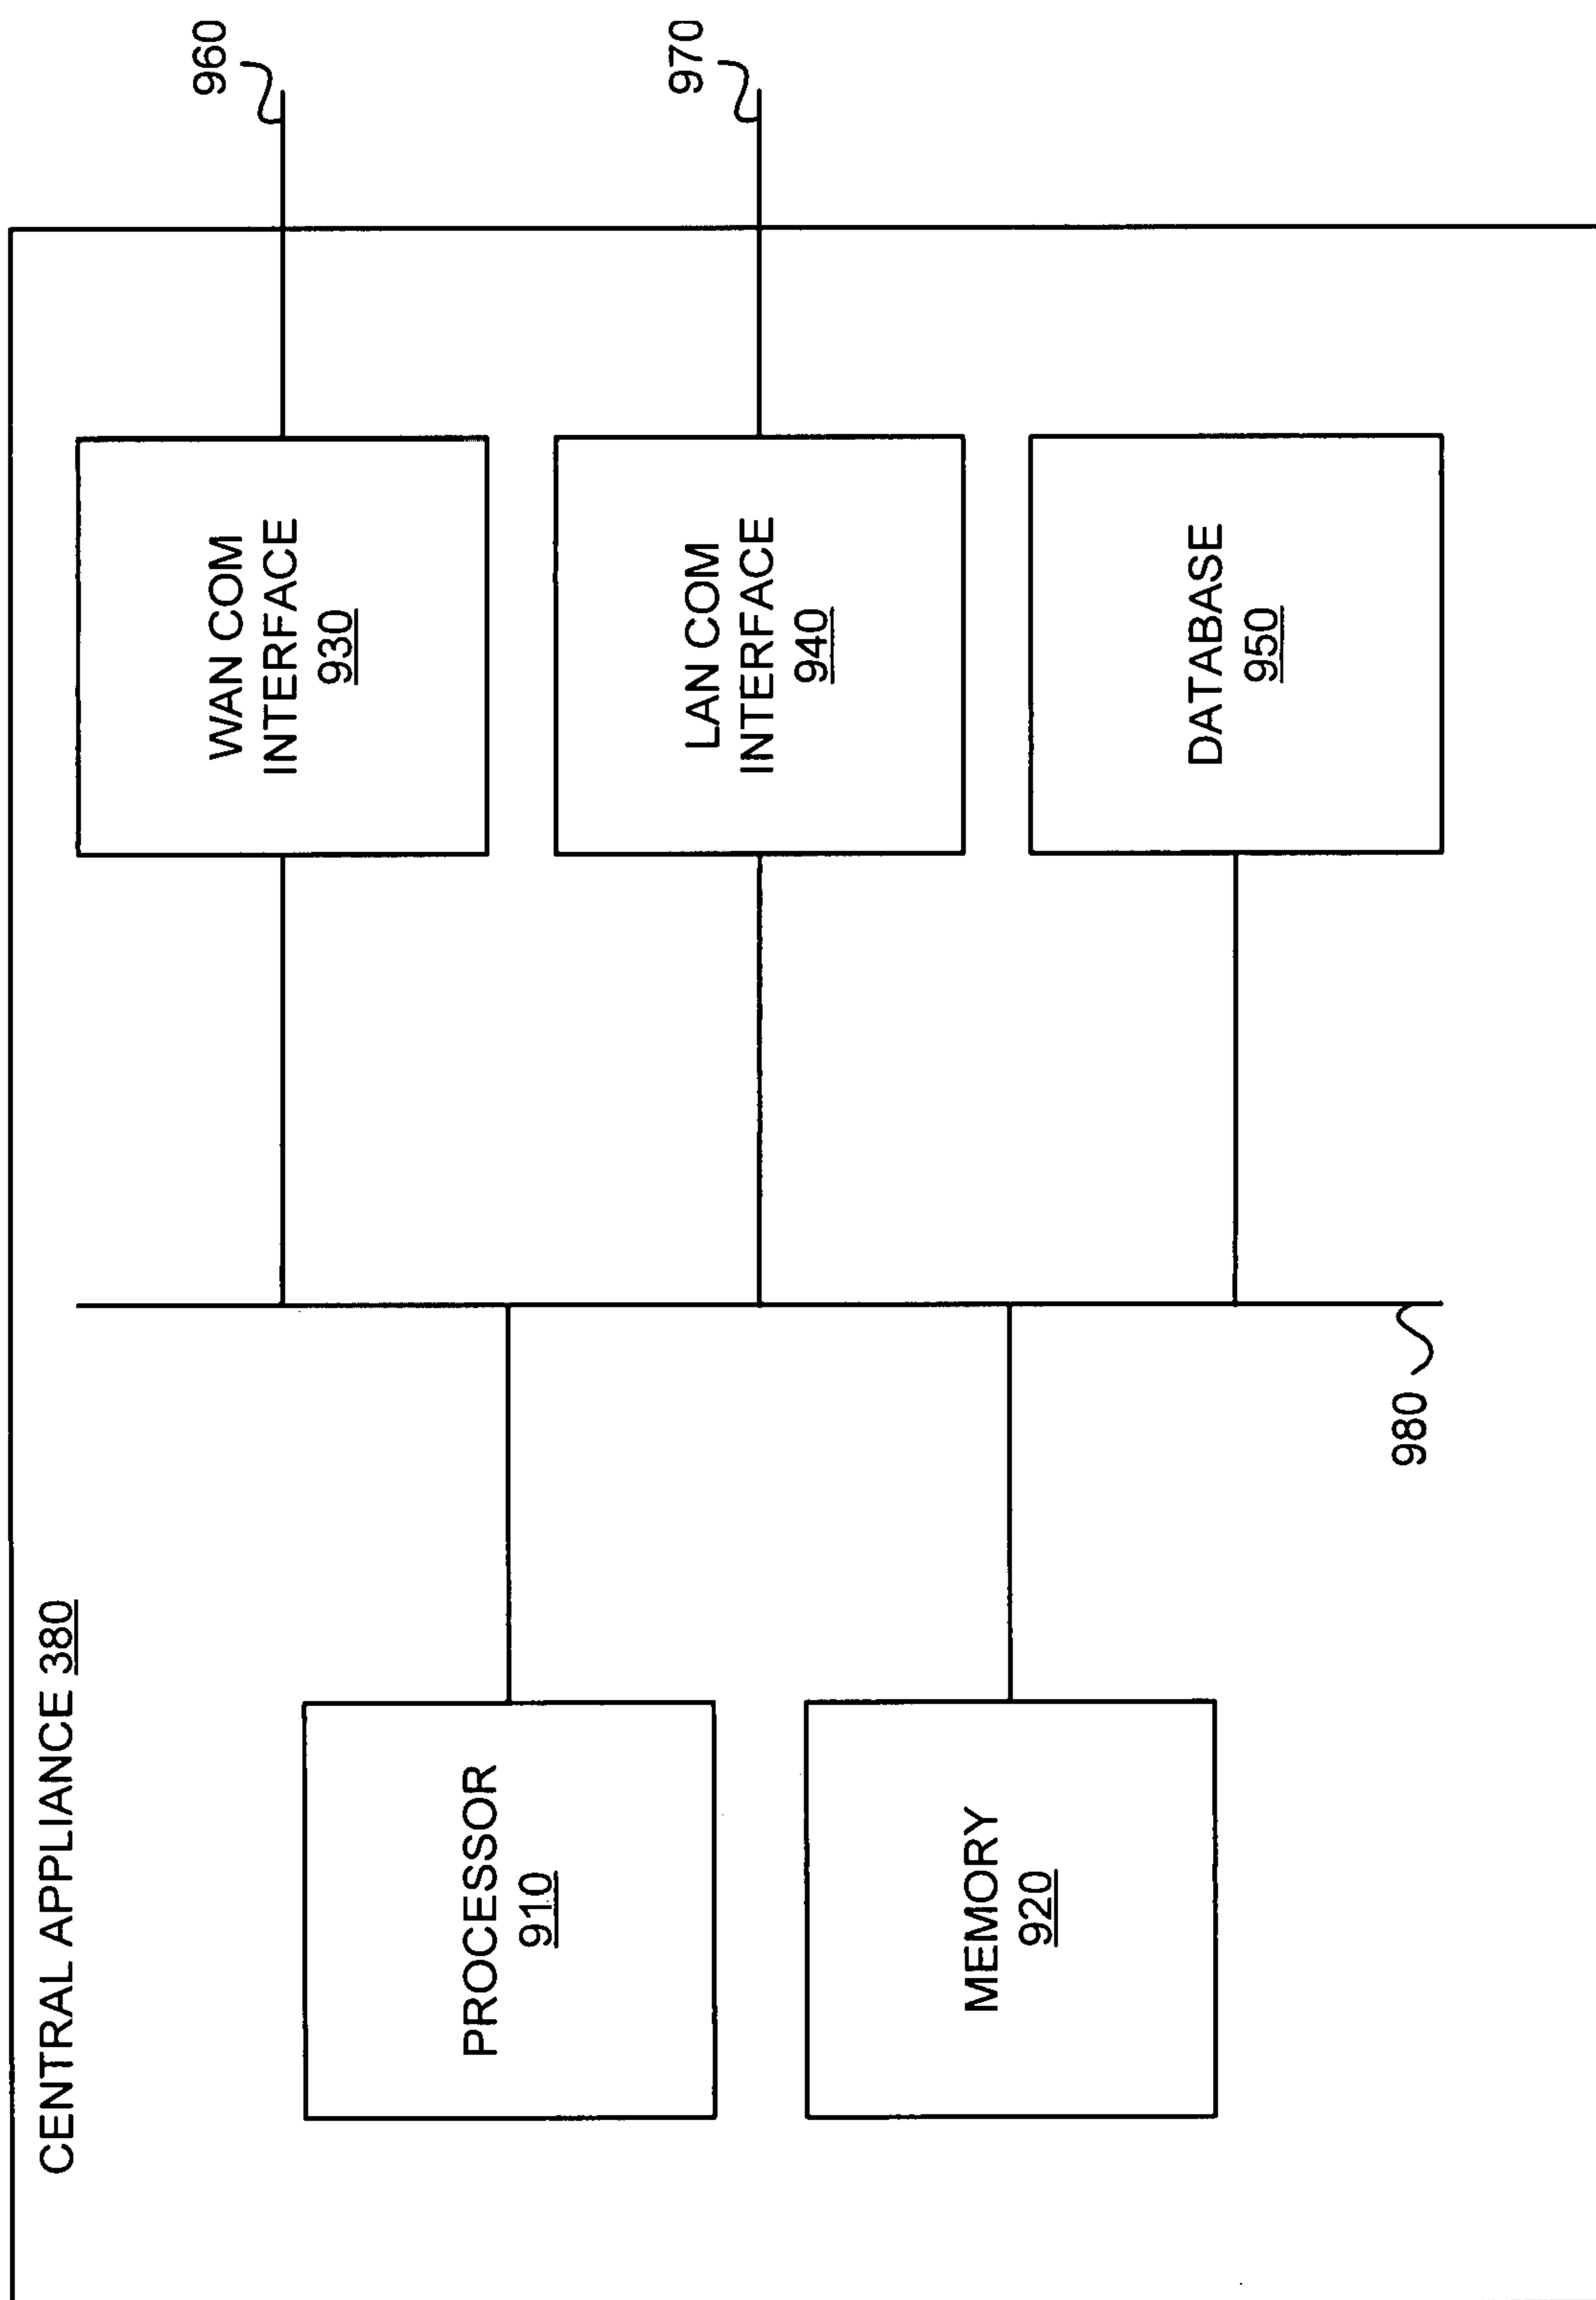 CENTRAL APPLIANCE 380
PROCESSOR
910
MEMORY
920
980
WAN COM
INTERFACE
930
LAN COM
INTERFACE
940
DATABASE
950
960
970